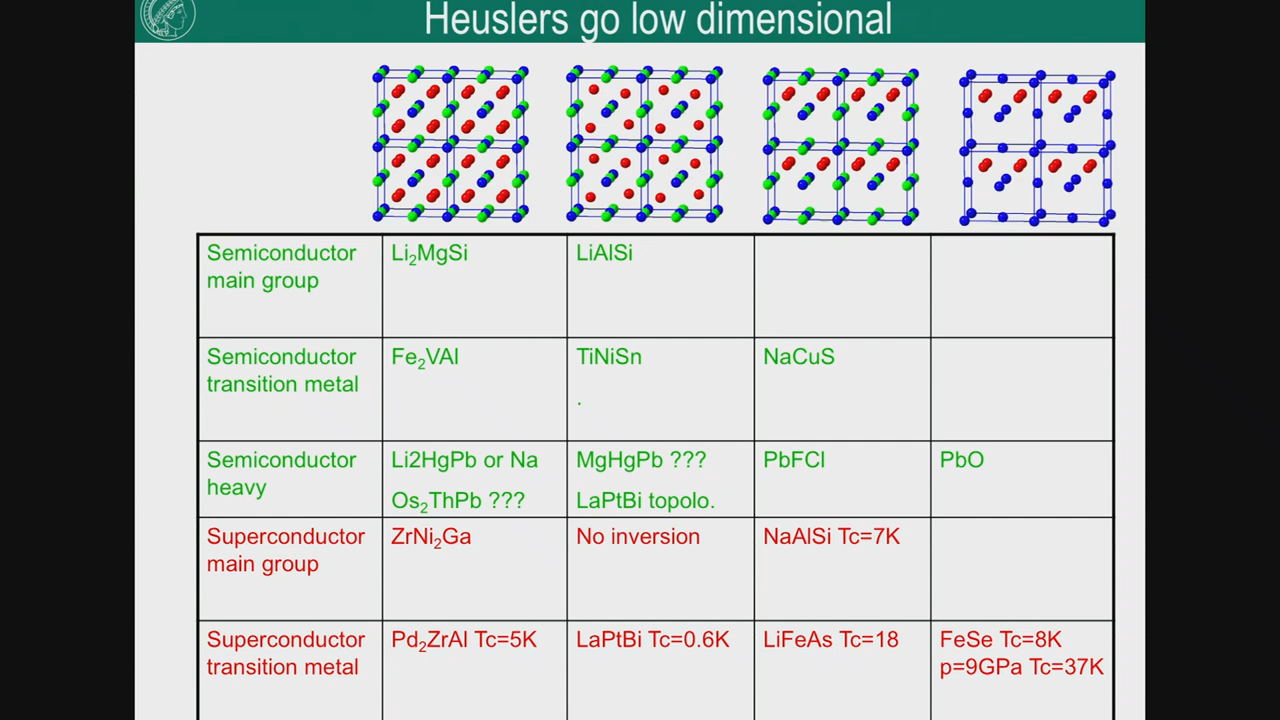 Heuslers go low dimensional
Semiconductor main group Li₂MgSi LiAlSi
Semiconductor transition metal Fe₂VAl TiNiSn . NaCuS
Semiconductor heavy Li2HgPb or Na Os₂ThPb ??? MgHgPb ??? LaPtBi topolo. PbFCl PbO
Superconductor main group ZrNi₂Ga No inversion NaAlSi Tc=7K
Superconductor transition metal Pd₂ZrAl Tc=5K LaPtBi Tc=0.6K LiFeAs Tc=18 FeSe Tc=8K p=9GPa Tc=37K